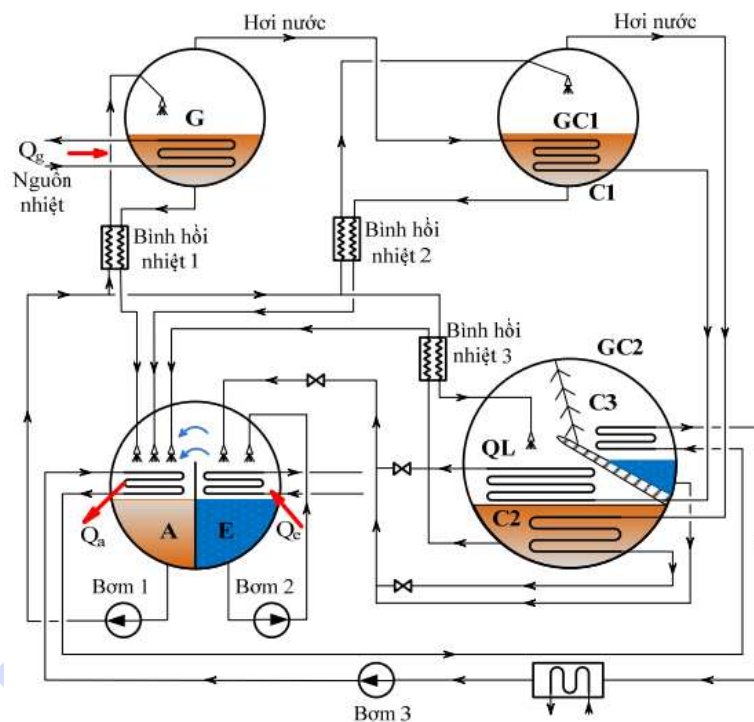 Hơi nước
Hơi nước
G
GC1
Qg
Nguồn
nhiệt
C1
Bình hồi
nhiệt 1
Bình hồi
nhiệt 2
Bình hồi
nhiệt 3
GC2
C3
QL
C2
A
E
Qa
Qe
Bơm 1
Bơm 2
Bơm 3